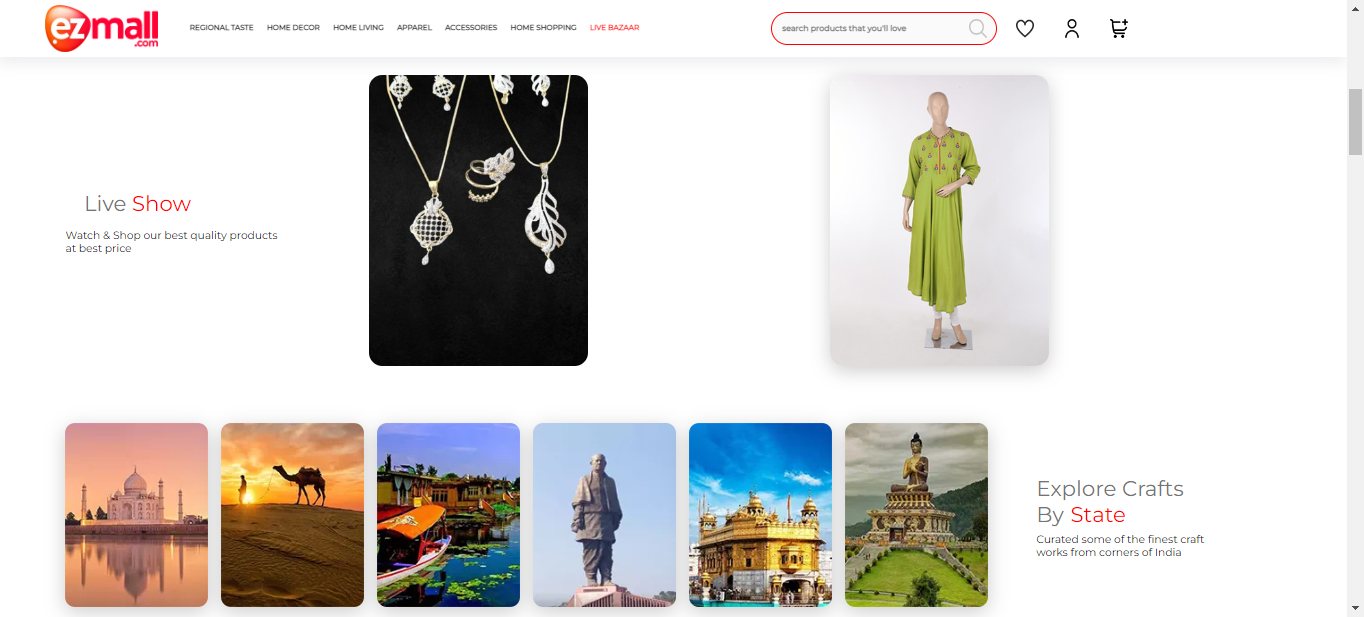 ezmall
.com
REGIONAL TASTE HOME DECOR HOME LIVING APPAREL ACCESSORIES HOME SHOPPING LIVE BAZAAR
search products that you'll love
Live Show
Watch & Shop our best quality products
at best price
Explore Crafts
By State
Curated some of the finest craft
works from corners of India